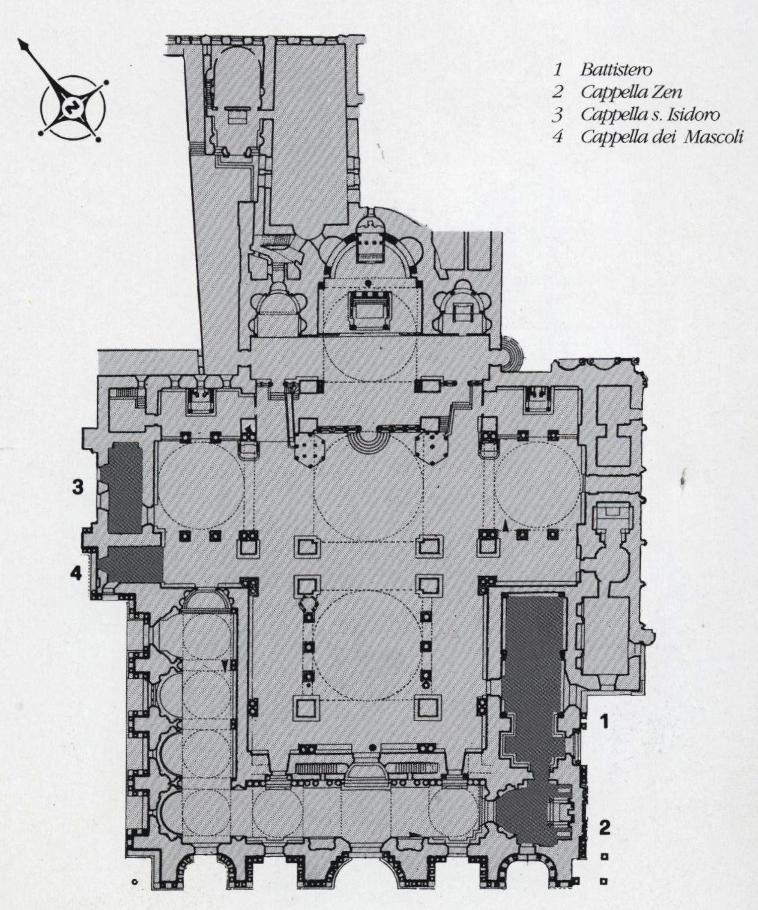 N
1 Battistero
2 Cappella Zen
3 Cappella s. Isidoro
4 Cappella dei Mascoli
3
4
1
2